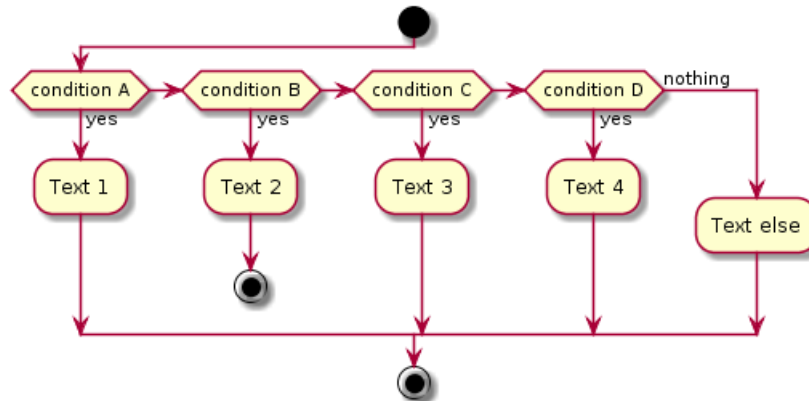 condition A
condition B
condition C
condition D
nothing
yes
yes
yes
yes
Text 1
Text 2
Text 3
Text 4
Text else